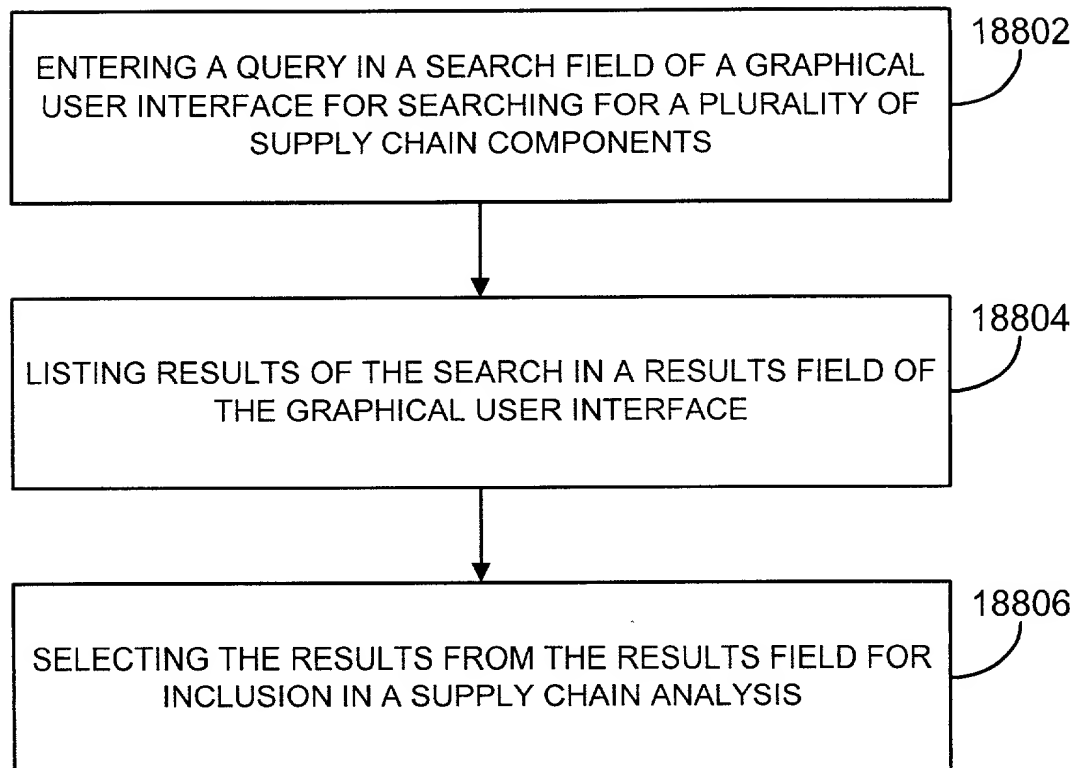 18802
ENTERING A QUERY IN A SEARCH FIELD OF A GRAPHICAL
USER INTERFACE FOR SEARCHING FOR A PLURALITY OF
SUPPLY CHAIN COMPONENTS
18804
LISTING RESULTS OF THE SEARCH IN A RESULTS FIELD OF
THE GRAPHICAL USER INTERFACE
18806
SELECTING THE RESULTS FROM THE RESULTS FIELD FOR
INCLUSION IN A SUPPLY CHAIN ANALYSIS